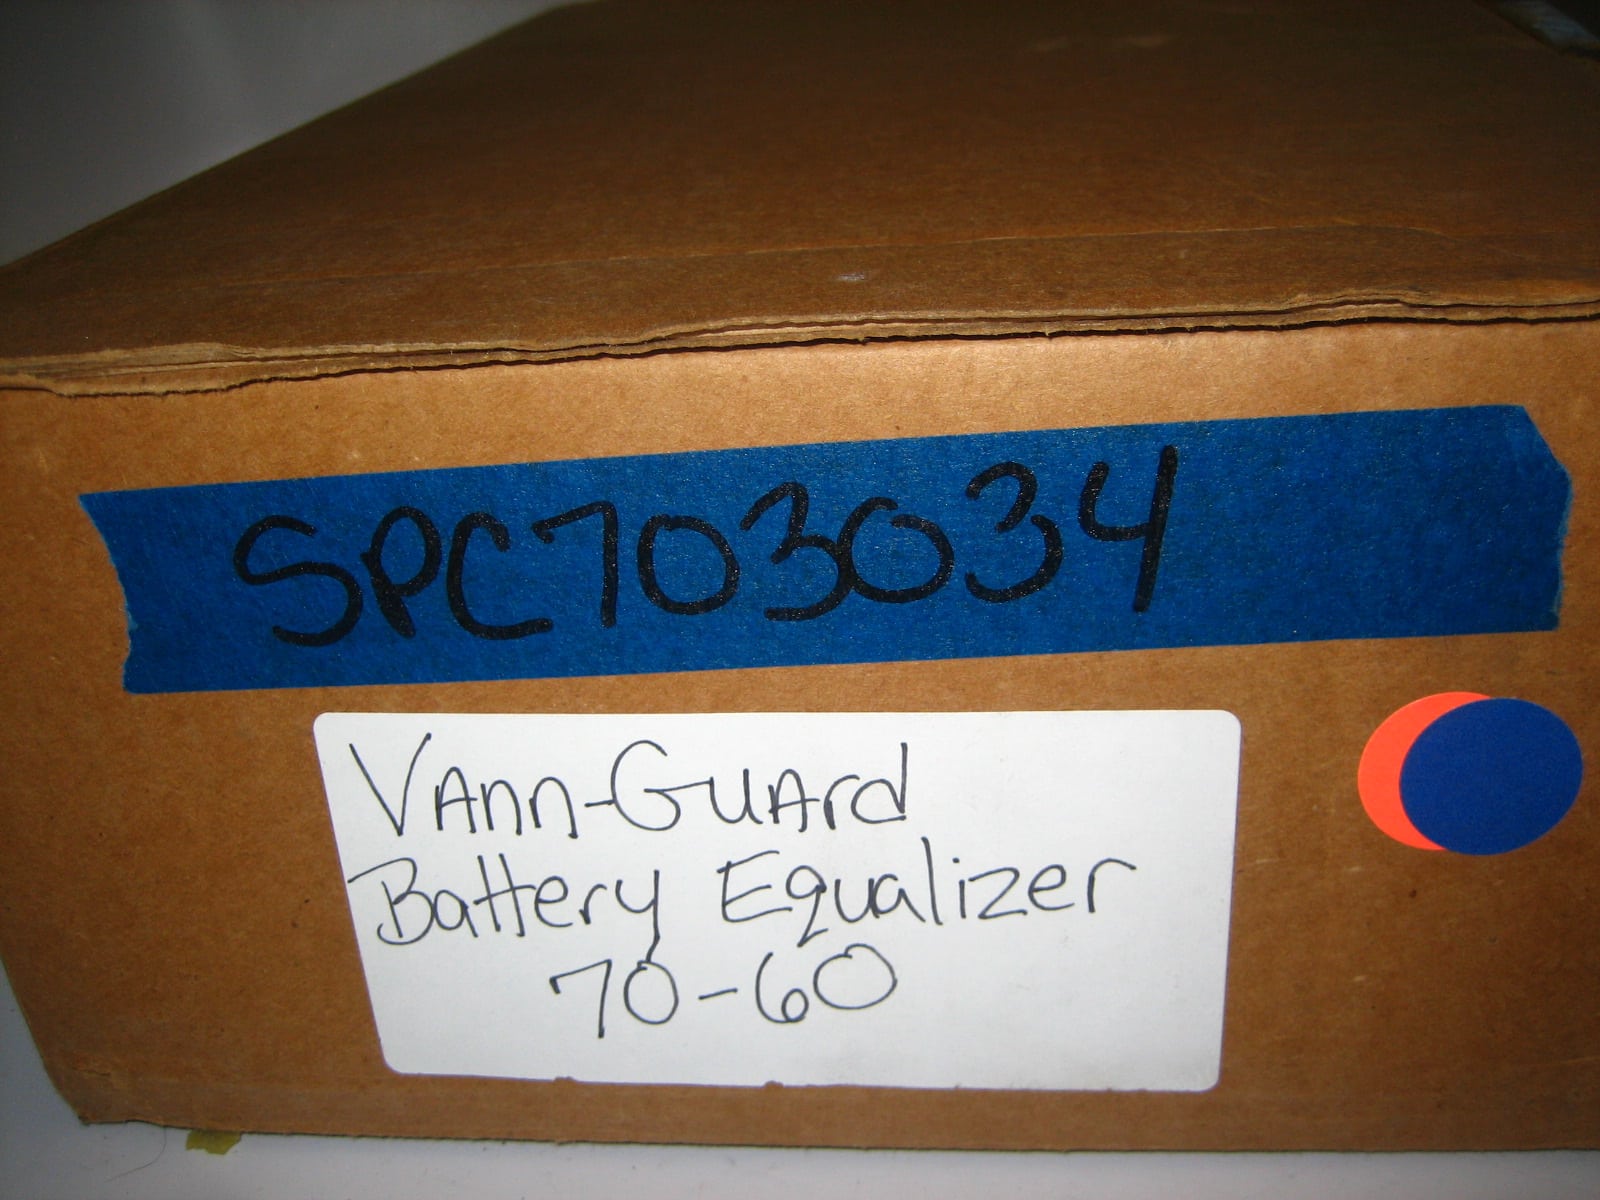 SPC703034
Vann-Guard
Battery Equalizer
70-60